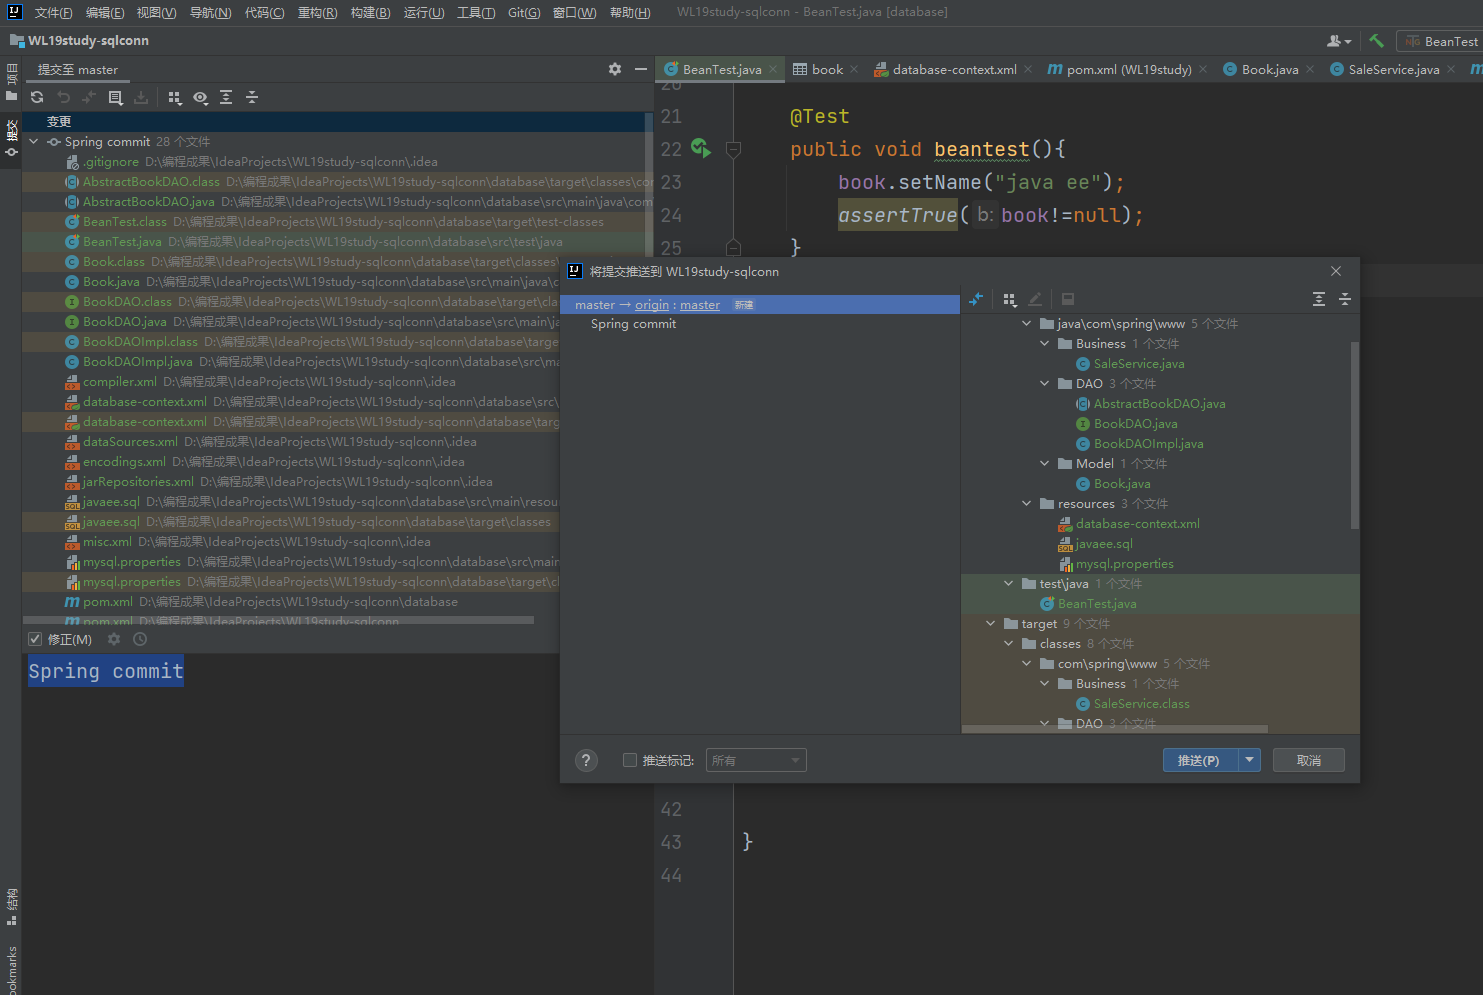 文件(F) 编辑(E) 视图(V) 导航(N) 代码(C) 重构(R) 构建(B) 运行(U) 工具(T) Git(G) 窗口(W) 帮助(H) WL19study-sqlconn - BeanTest.java [database]
WL19study-sqlconn
BeanTest
项目
提交
结构
ookmarks
提交至 master
变更
Spring commit 28 个文件
.gitignore D:\编程成果\IdeaProjects\WL19study-sqlconn\.idea
AbstractBookDAO.class D:\编程成果\IdeaProjects\WL19study-sqlconn\database\target\classes\con
AbstractBookDAO.java D:\编程成果\IdeaProjects\WL19study-sqlconn\database\src\main\java\com
BeanTest.class D:\编程成果\IdeaProjects\WL19study-sqlconn\database\target\test-classes
BeanTest.java D:\编程成果\IdeaProjects\WL19study-sqlconn\database\src\test\java
Book.class D:\编程成果\IdeaProjects\WL19study-sqlconn\database\target\classes
Book.java D:\编程成果\IdeaProjects\WL19study-sqlconn\database\src\main\java\c
BookDAO.class D:\编程成果\IdeaProjects\WL19study-sqlconn\database\target\cla
BookDAO.java D:\编程成果\IdeaProjects\WL19study-sqlconn\database\src\main\ja
BookDAOImpl.class D:\编程成果\IdeaProjects\WL19study-sqlconn\database\targe
BookDAOImpl.java D:\编程成果\IdeaProjects\WL19study-sqlconn\database\src\ma
compiler.xml D:\编程成果\IdeaProjects\WL19study-sqlconn\.idea
database-context.xml D:\编程成果\IdeaProjects\WL19study-sqlconn\database\src\
database-context.xml D:\编程成果\IdeaProjects\WL19study-sqlconn\database\targ
dataSources.xml D:\编程成果\IdeaProjects\WL19study-sqlconn\.idea
encodings.xml D:\编程成果\IdeaProjects\WL19study-sqlconn\.idea
jarRepositories.xml D:\编程成果\IdeaProjects\WL19study-sqlconn\.idea
javaee.sql D:\编程成果\IdeaProjects\WL19study-sqlconn\database\src\main\resou
javaee.sql D:\编程成果\IdeaProjects\WL19study-sqlconn\database\target\classes
misc.xml D:\编程成果\IdeaProjects\WL19study-sqlconn\.idea
mysql.properties D:\编程成果\IdeaProjects\WL19study-sqlconn\database\src\main
mysql.properties D:\编程成果\IdeaProjects\WL19study-sqlconn\database\target\cl
pom.xml D:\编程成果\IdeaProjects\WL19study-sqlconn\database
pom.xml D:\编程成果\IdeaProjects\WL19study-sqlconn
修正(M)
Spring commit
BeanTest.java book database-context.xml pom.xml (WL19study) Book.java SaleService.java
20
21 @Test
22 public void beantest(){
23 book.setName("java ee");
24 assertTrue( b: book!=null);
25 }
42
43 }
44
将提交推送到 WL19study-sqlconn
master → origin : master 新建
Spring commit
java\com\spring\www 5 个文件
Business 1 个文件
SaleService.java
DAO 3 个文件
AbstractBookDAO.java
BookDAO.java
BookDAOImpl.java
Model 1 个文件
Book.java
resources 3 个文件
database-context.xml
javaee.sql
mysql.properties
test\java 1 个文件
BeanTest.java
target 9 个文件
classes 8 个文件
com\spring\www 5 个文件
Business 1 个文件
SaleService.class
DAO 3 个文件
? 推送标记: 所有 推送(P) 取消